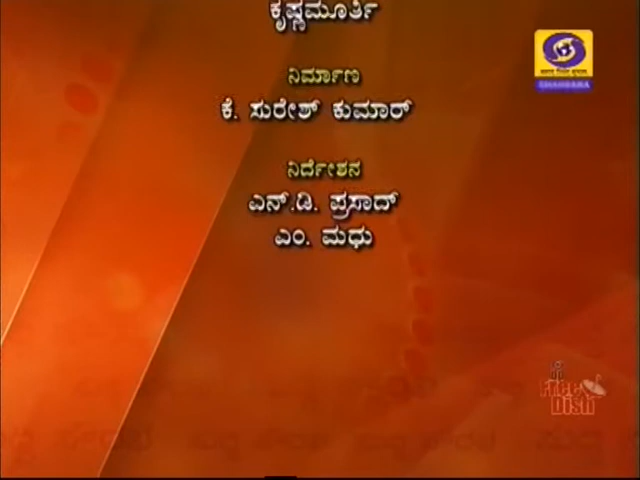 ಕೃಷ್ಣಮೂರ್ತಿ
ನಿರ್ಮಾಣ
ಕೆ. ಸುರೇಶ್ ಕುಮಾರ್
ನಿರ್ದೇಶನ
ಎನ್.ಡಿ. ಪ್ರಸಾದ್
ಎಂ. ಮಧು
Free
Dish